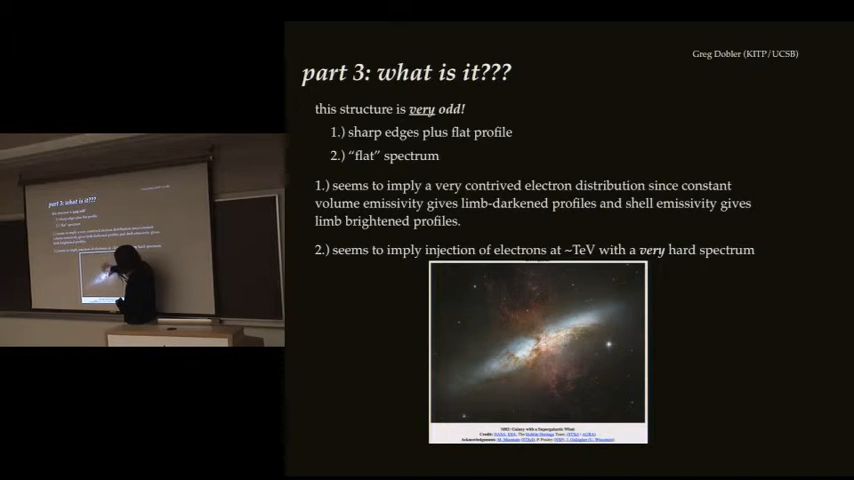 Greg Dobler (KITP/UCSB)
part 3: what is it???
this structure is very odd!
1.) sharp edges plus flat profile
2.) "flat" spectrum
1.) seems to imply a very contrived electron distribution since constant
volume emissivity gives limb-darkened profiles and shell emissivity gives
limb brightened profiles.
2.) seems to imply injection of electrons at ~TeV with a very hard spectrum
M82: Galaxy with a Supergalactic Wind